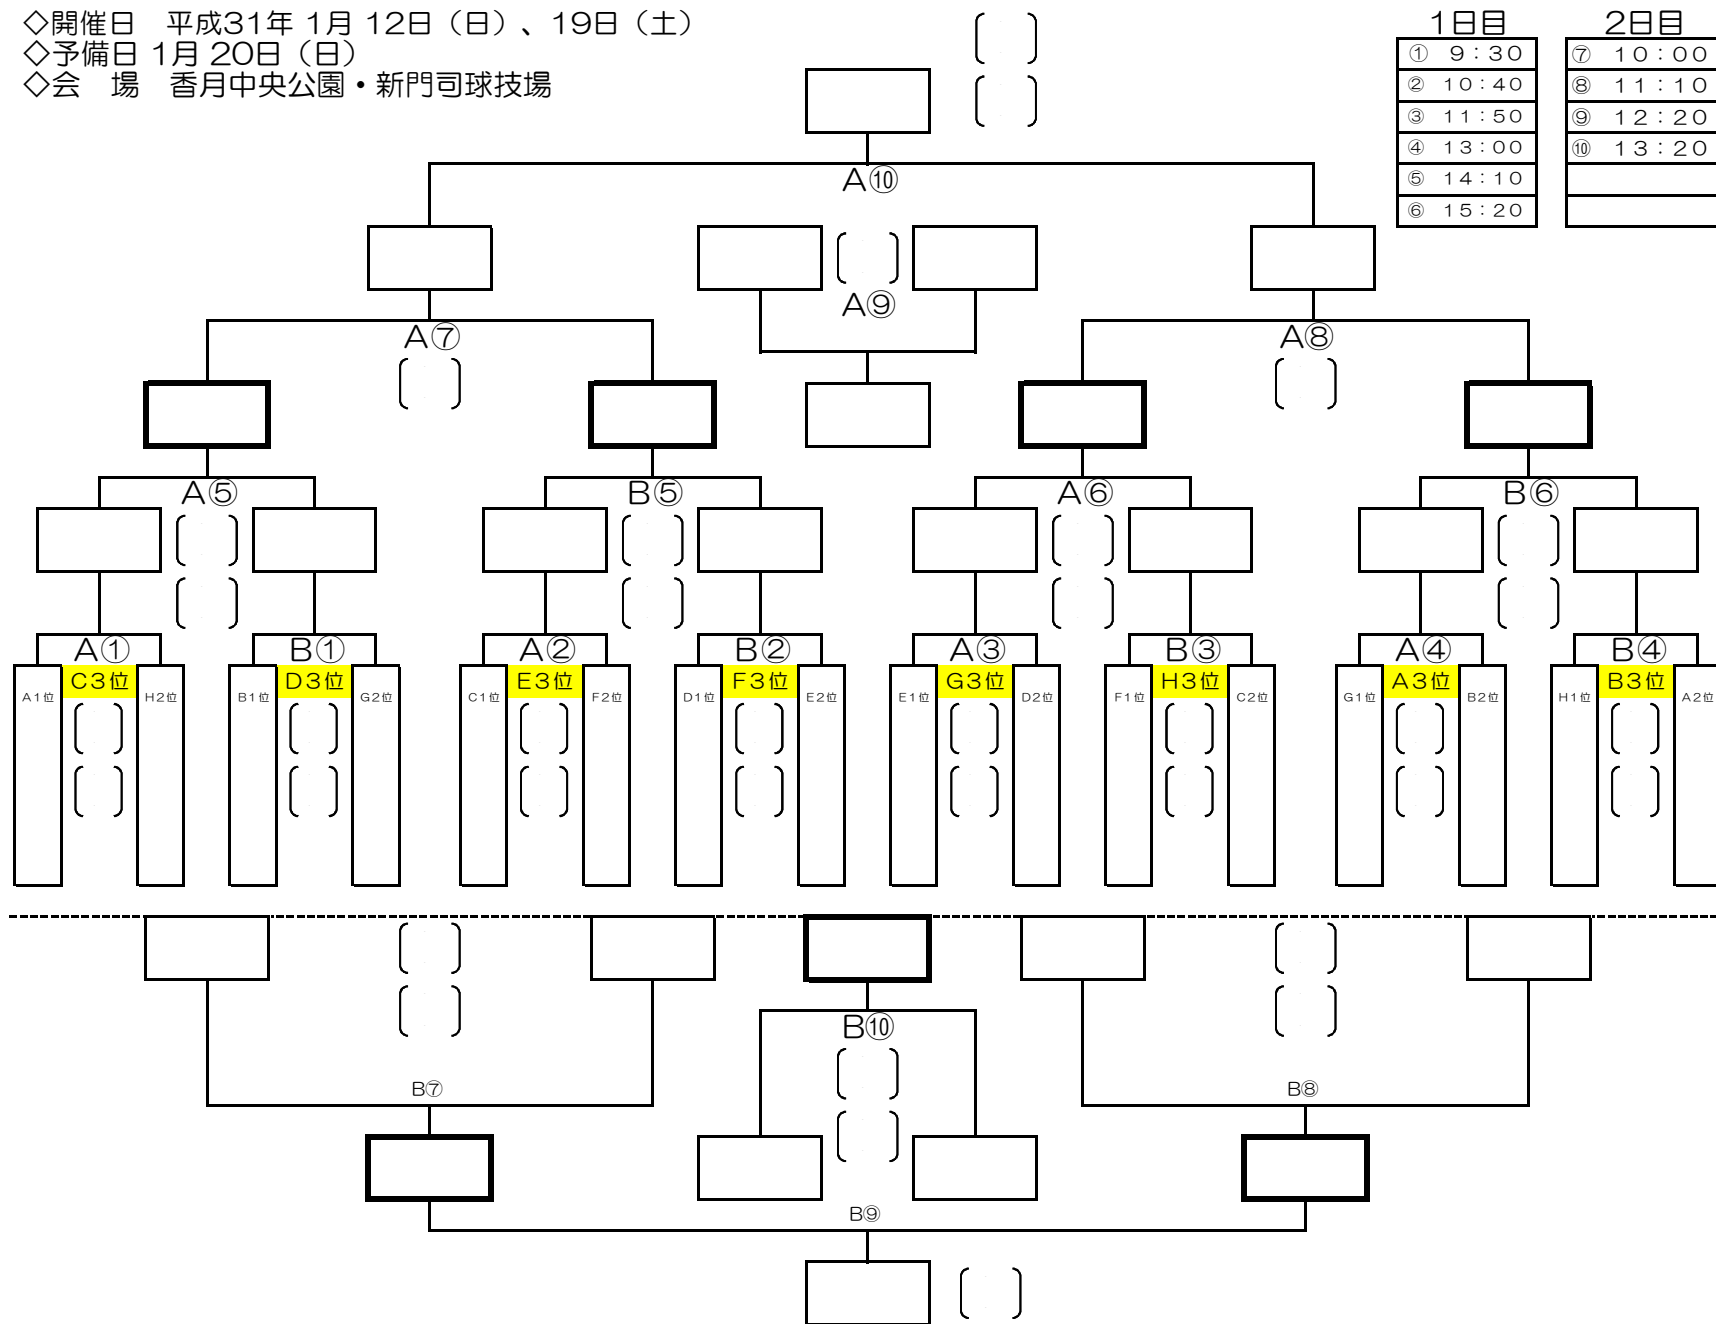 ◇開催日　平成31年 1月 12日（日）、19日（土）
◇予備日 1月 20日（日）
◇会　場　香月中央公園・新門司球技場
1日目 2日目
① 9：30 ⑦ 10：00
② 10：40 ⑧ 11：10
③ 11：50 ⑨ 12：20
④ 13：00 ⑩ 13：20
⑤ 14：10
⑥ 15：20
A⑩
A⑨
A⑦ A⑧
A⑤ B⑤ A⑥ B⑥
A① B① A② B② A③ B③ A④ B④
C3位 D3位 E3位 F3位 G3位 H3位 A3位 B3位
A1位 H2位 B1位 G2位 C1位 F2位 D1位 E2位 E1位 D2位 F1位 C2位 G1位 B2位 H1位 A2位
B⑩
B⑦ B⑧
B⑨